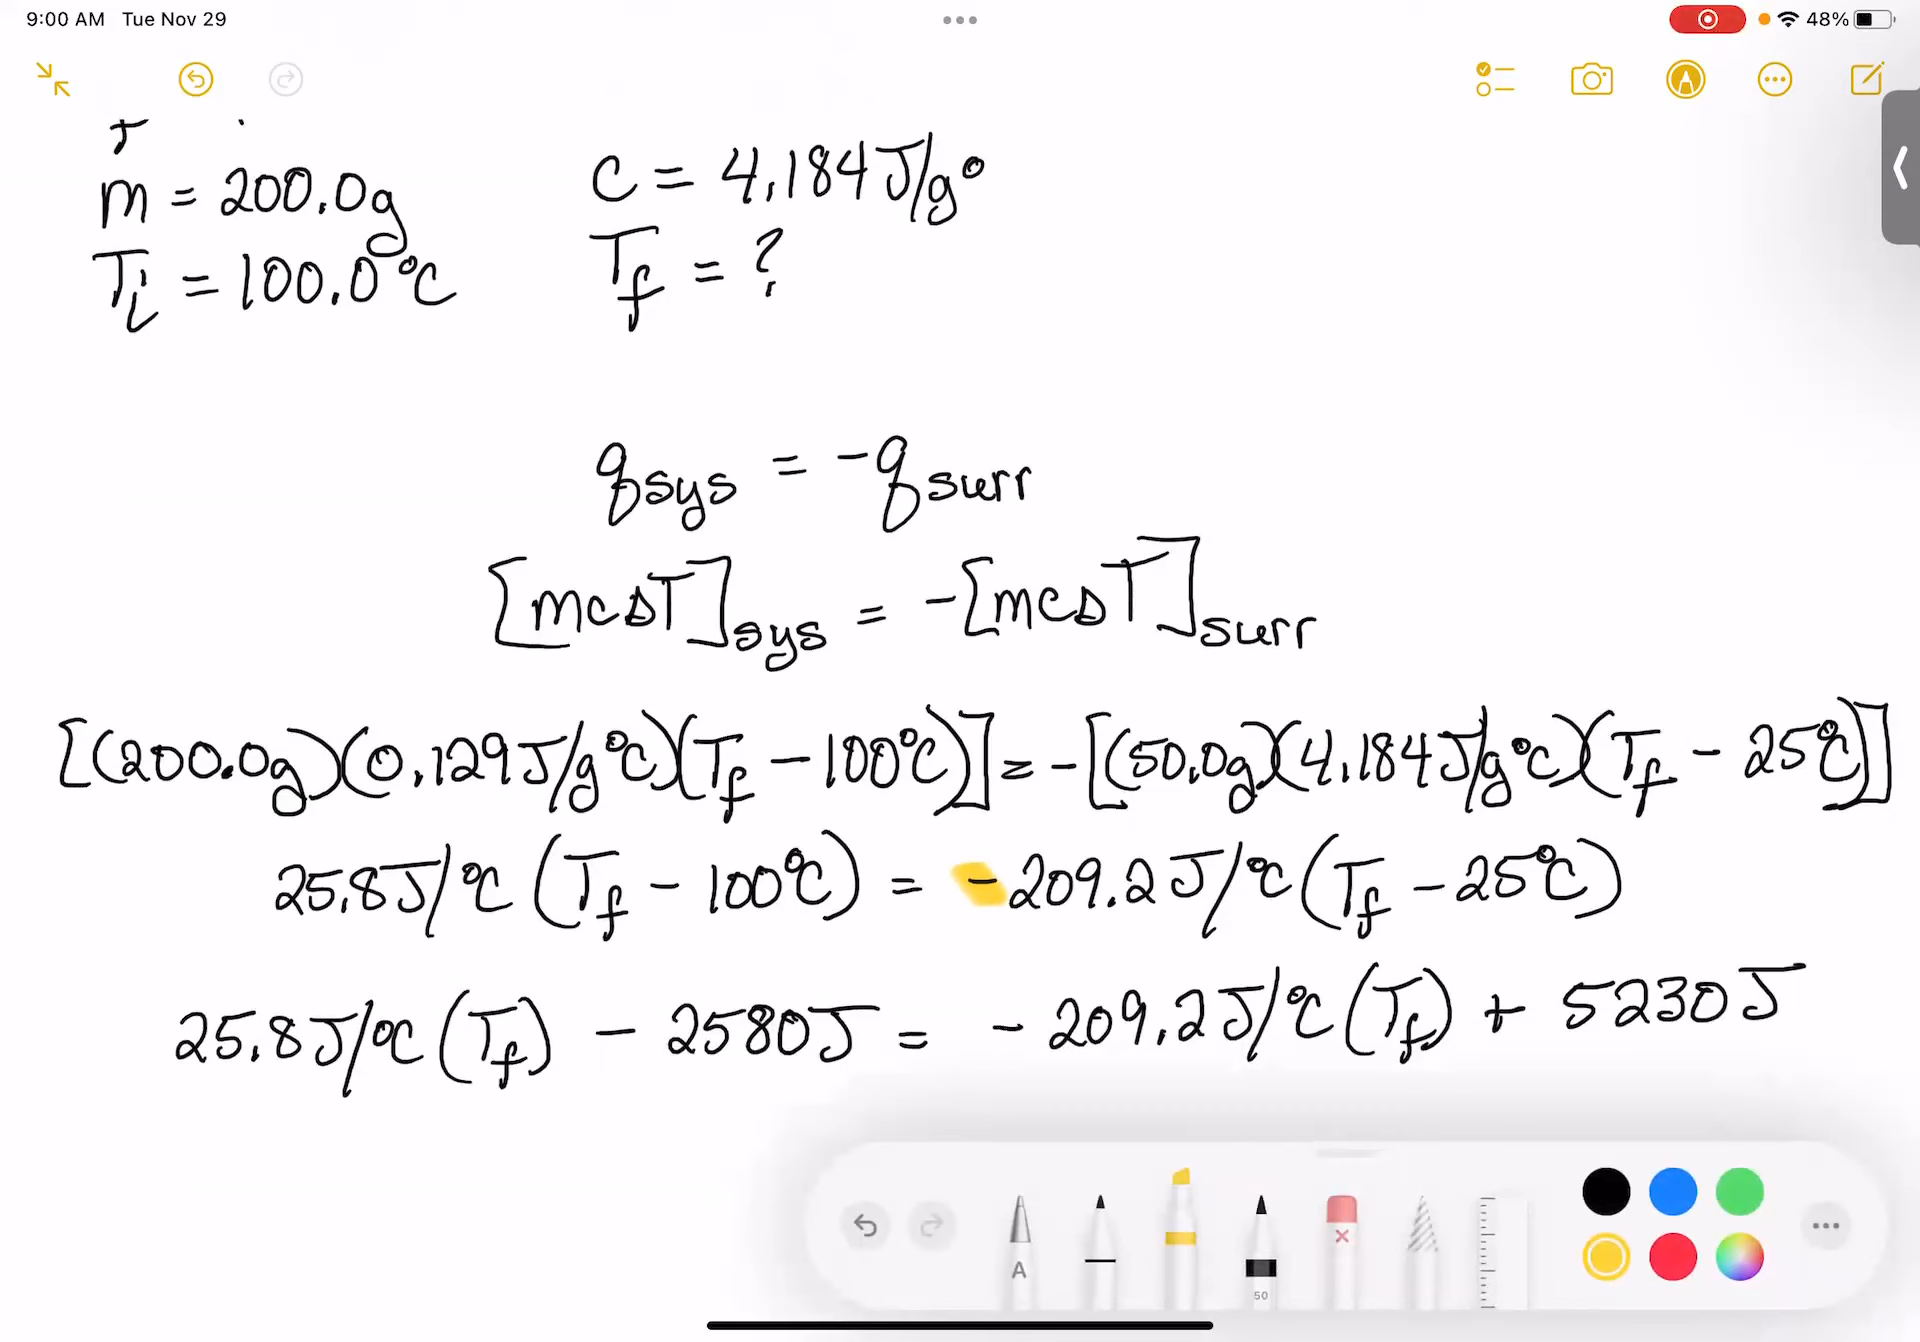 9:00 AM Tue Nov 29 48%
m = 200.0g c = 4.184 J/g°
Ti = 100.0°C Tf = ?
qsys = -qsurr
[mcΔT]sys = -[mcΔT]surr
[(200.0g)(0.129 J/g°C)(Tf - 100°C)] = -[(50.0g)(4.184 J/g°C)(Tf - 25°C)]
25.8 J/°C (Tf - 100°C) = -209.2 J/°C (Tf - 25°C)
25.8 J/°C (Tf) - 2580 J = -209.2 J/°C (Tf) + 5230 J
A
50